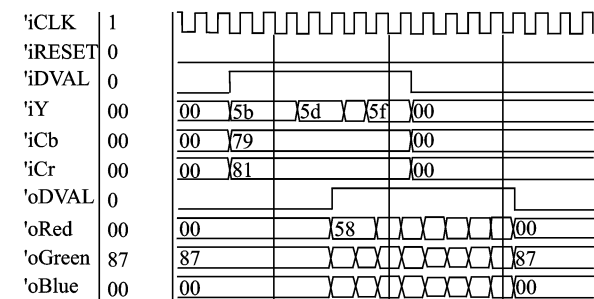 'iCLK 1
'iRESET 0
'iDVAL 0
'iY 00 00 5b 5d 5f 00
'iCb 00 00 79 00
'iCr 00 00 81 00
'oDVAL 0
'oRed 00 00 58 00
'oGreen 87 87 87
'oBlue 00 00 00